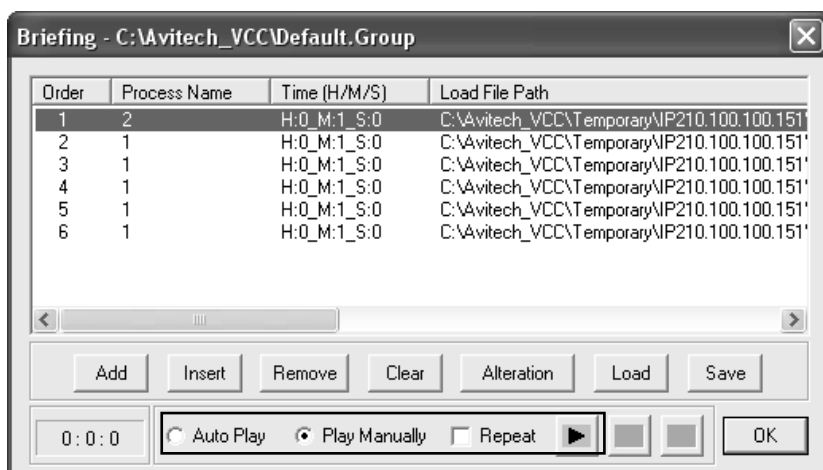 Briefing - C:\Avitech_VCC\Default.Group
Order Process Name Time (H/M/S) Load File Path
1 2 H:0_M:1_S:0 C:\Avitech_VCC\Temporary\IP210.100.100.151'
2 1 H:0_M:1_S:0 C:\Avitech_VCC\Temporary\IP210.100.100.151'
3 1 H:0_M:1_S:0 C:\Avitech_VCC\Temporary\IP210.100.100.151'
4 1 H:0_M:1_S:0 C:\Avitech_VCC\Temporary\IP210.100.100.151'
5 1 H:0_M:1_S:0 C:\Avitech_VCC\Temporary\IP210.100.100.151'
6 1 H:0_M:1_S:0 C:\Avitech_VCC\Temporary\IP210.100.100.151'
Add Insert Remove Clear Alteration Load Save
0 : 0 : 0 Auto Play Play Manually Repeat OK